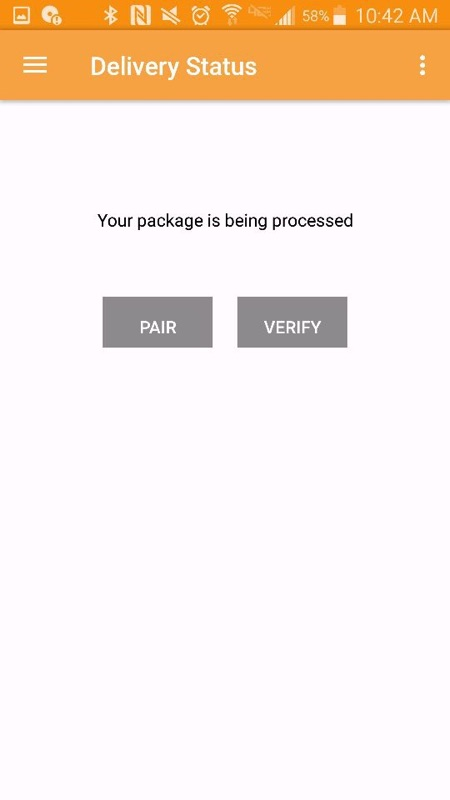 58% 10:42 AM
Delivery Status
Your package is being processed
PAIR VERIFY